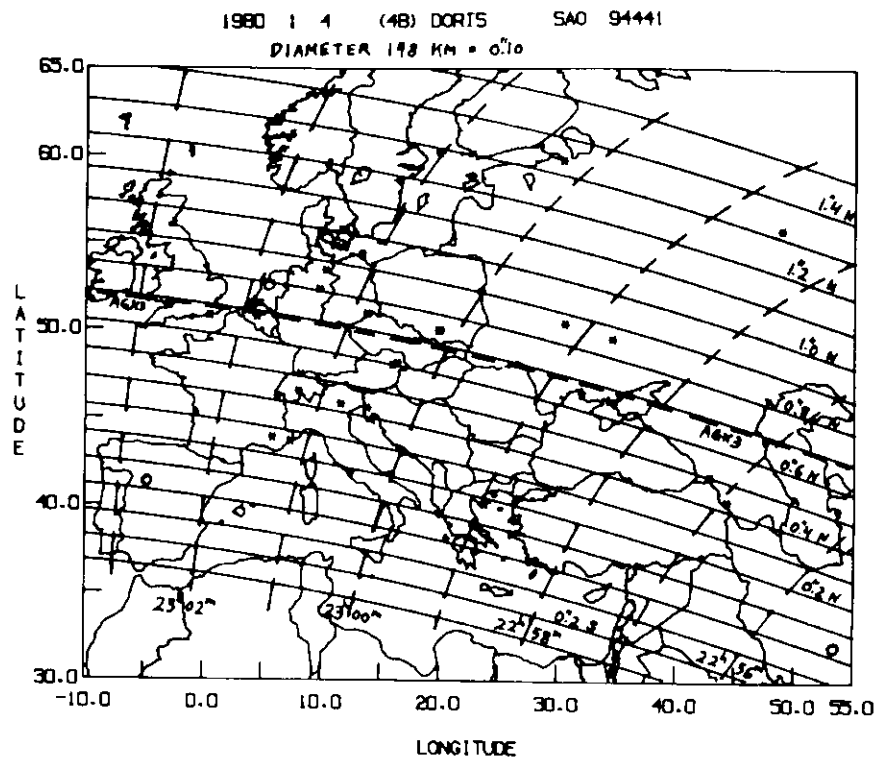 1980 1 4 (48) DORIS SAO 94441
DIAMETER 198 KM = 0".10
65.0
60.0
50.0
40.0
30.0
LATITUDE
AGK3
AGK3
1".4 N
1".2 N
1".0 N
0".8 N
0".6 N
0".4 N
0".2 N
0
0
0".2 S
23h02m
23h00m
22h58m
22h56m
-10.0 0.0 10.0 20.0 30.0 40.0 50.0 55.0
LONGITUDE